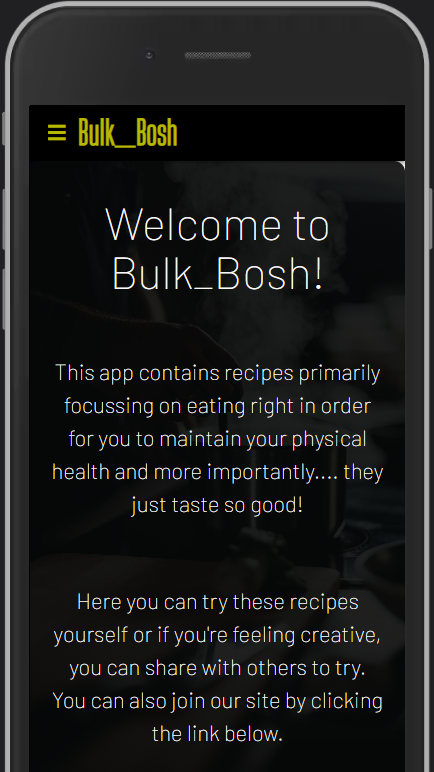 Bulk_Bosh
Welcome to
Bulk_Bosh!
This app contains recipes primarily
focussing on eating right in order
for you to maintain your physical
health and more importantly.... they
just taste so good!
Here you can try these recipes
yourself or if you're feeling creative,
you can share with others to try.
You can also join our site by clicking
the link below.